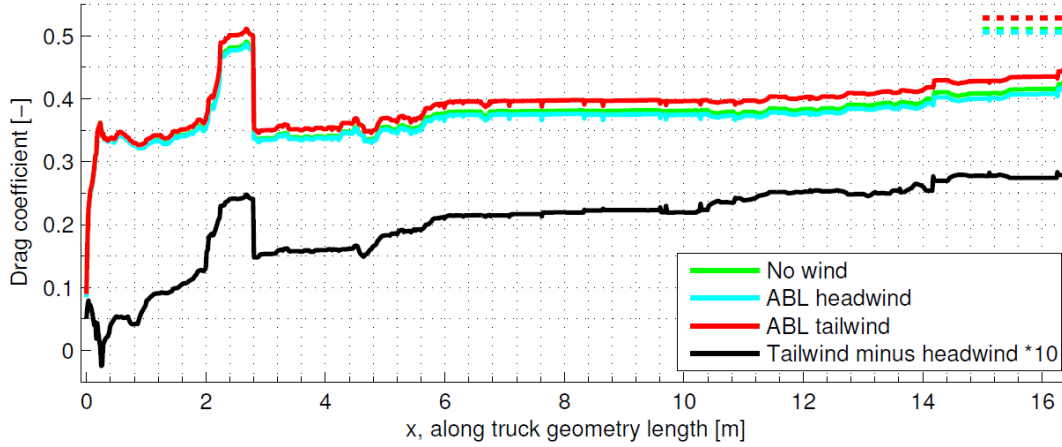 0.5
0.4
0.3
0.2
0.1
0
Drag coefficient [–]
0 2 4 6 8 10 12 14 16
x, along truck geometry length [m]
No wind
ABL headwind
ABL tailwind
Tailwind minus headwind *10